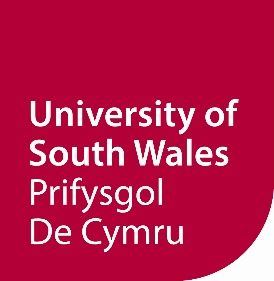 University of
South Wales
Prifysgol
De Cymru